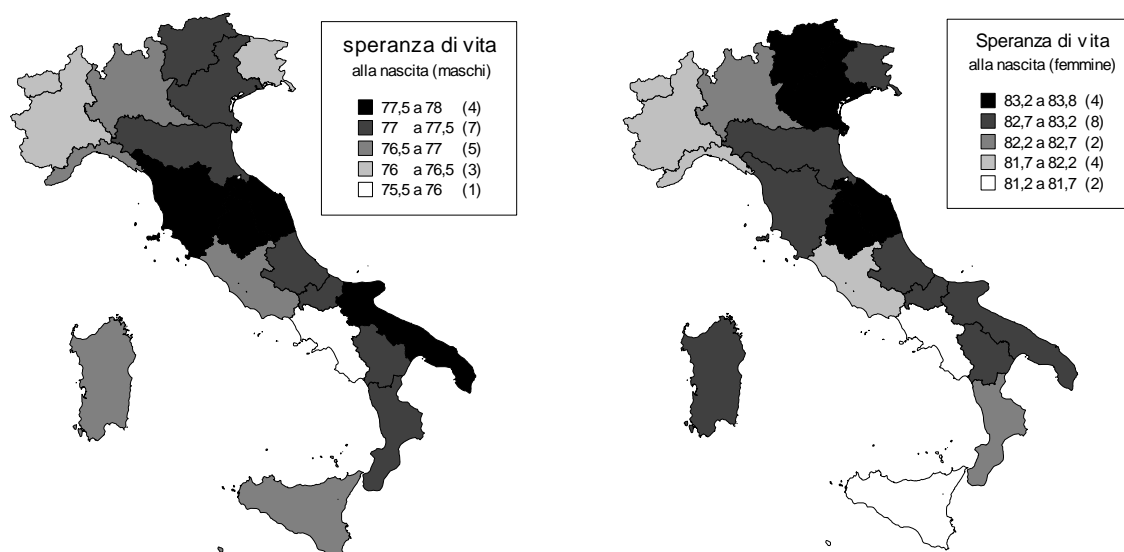 speranza di vita
alla nascita (maschi)
77,5 a 78 (4)
77 a 77,5 (7)
76,5 a 77 (5)
76 a 76,5 (3)
75,5 a 76 (1)
Speranza di vita
alla nascita (femmine)
83,2 a 83,8 (4)
82,7 a 83,2 (8)
82,2 a 82,7 (2)
81,7 a 82,2 (4)
81,2 a 81,7 (2)